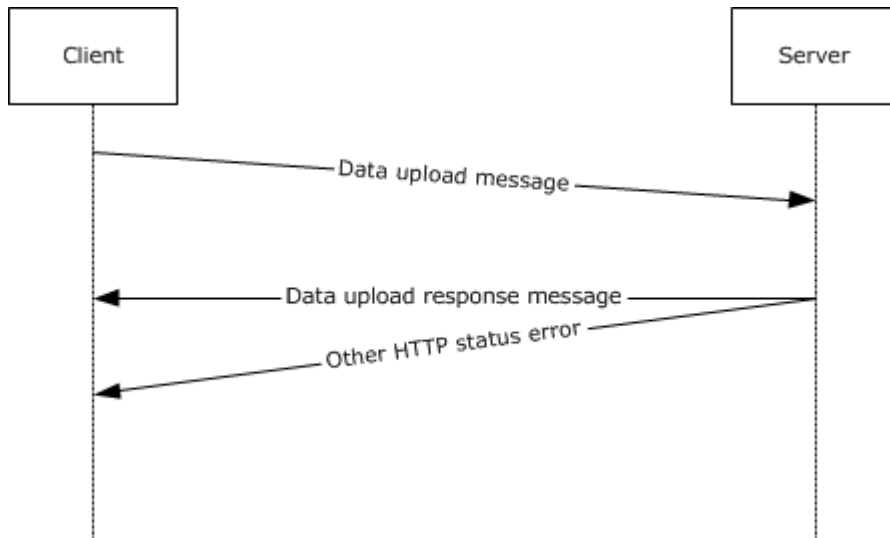 Client
Server
Data upload message
Data upload response message
Other HTTP status error